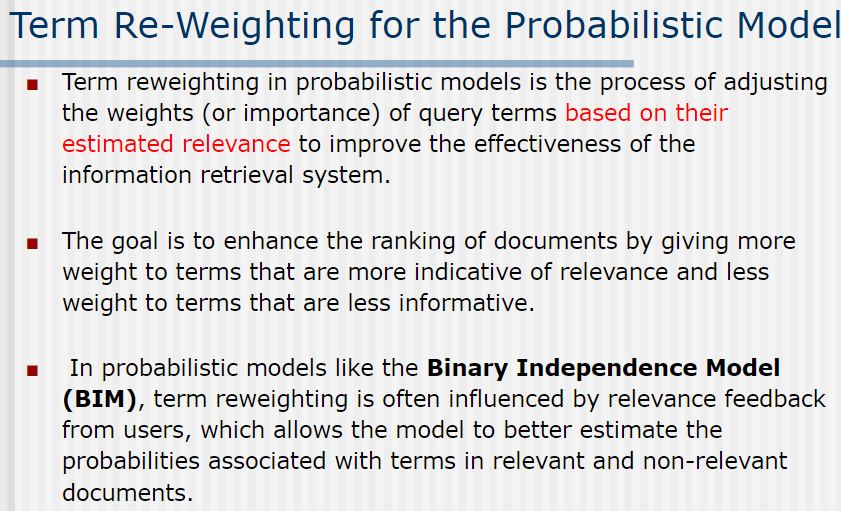 Term Re-Weighting for the Probabilistic Model
Term reweighting in probabilistic models is the process of adjusting
the weights (or importance) of query terms based on their
estimated relevance to improve the effectiveness of the
information retrieval system.
The goal is to enhance the ranking of documents by giving more
weight to terms that are more indicative of relevance and less
weight to terms that are less informative.
In probabilistic models like the Binary Independence Model
(BIM), term reweighting is often influenced by relevance feedback
from users, which allows the model to better estimate the
probabilities associated with terms in relevant and non-relevant
documents.